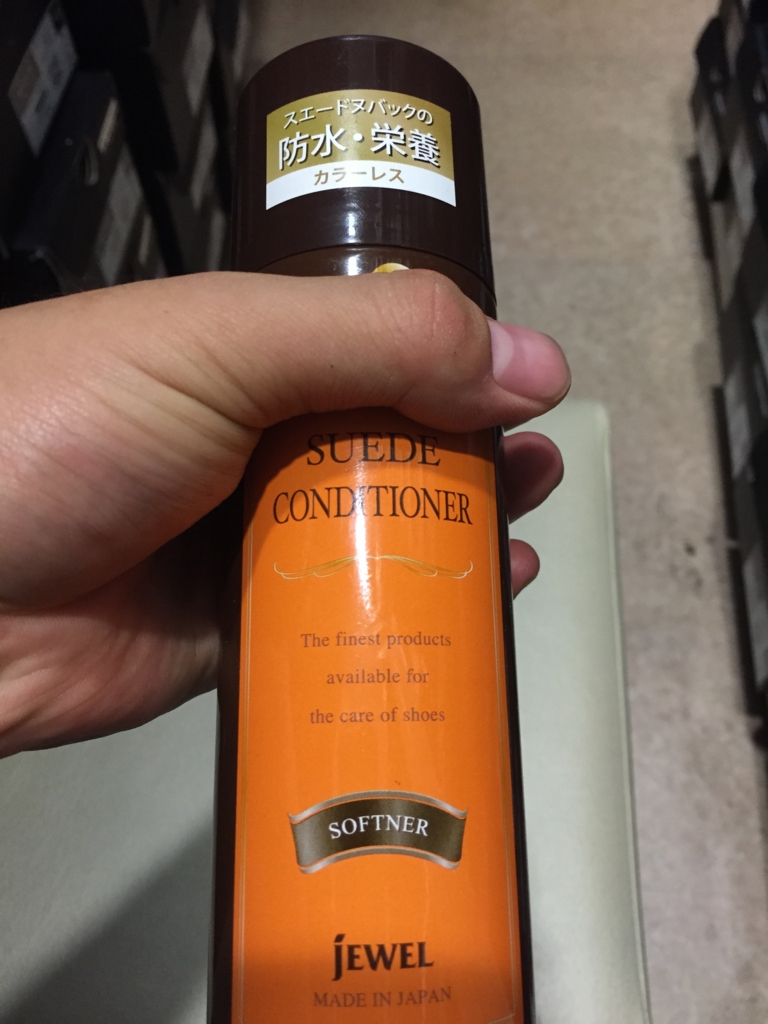 スエードヌバックの
防水・栄養
カラーレス
SUEDE
CONDITIONER
The finest products
available for
the care of shoes
SOFTNER
JEWEL
MADE IN JAPAN